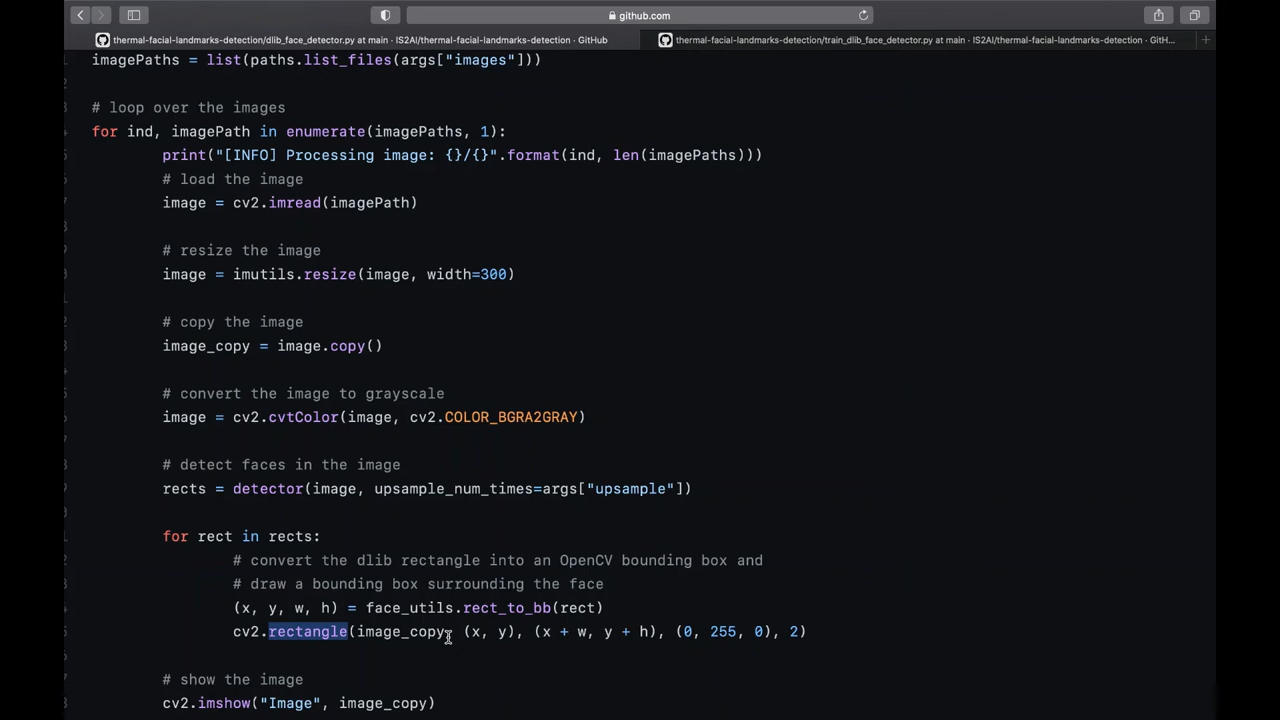 github.com
thermal-facial-landmarks-detection/dlib_face_detector.py at main · IS2AI/thermal-facial-landmarks-detection · GitHub
thermal-facial-landmarks-detection/train_dlib_face_detector.py at main · IS2AI/thermal-facial-landmarks-detection · GitH...
imagePaths = list(paths.list_files(args["images"]))
# loop over the images
for ind, imagePath in enumerate(imagePaths, 1):
print("[INFO] Processing image: {}/{}".format(ind, len(imagePaths)))
# load the image
image = cv2.imread(imagePath)
# resize the image
image = imutils.resize(image, width=300)
# copy the image
image_copy = image.copy()
# convert the image to grayscale
image = cv2.cvtColor(image, cv2.COLOR_BGRA2GRAY)
# detect faces in the image
rects = detector(image, upsample_num_times=args["upsample"])
for rect in rects:
# convert the dlib rectangle into an OpenCV bounding box and
# draw a bounding box surrounding the face
(x, y, w, h) = face_utils.rect_to_bb(rect)
cv2.rectangle(image_copy, (x, y), (x + w, y + h), (0, 255, 0), 2)
# show the image
cv2.imshow("Image", image_copy)